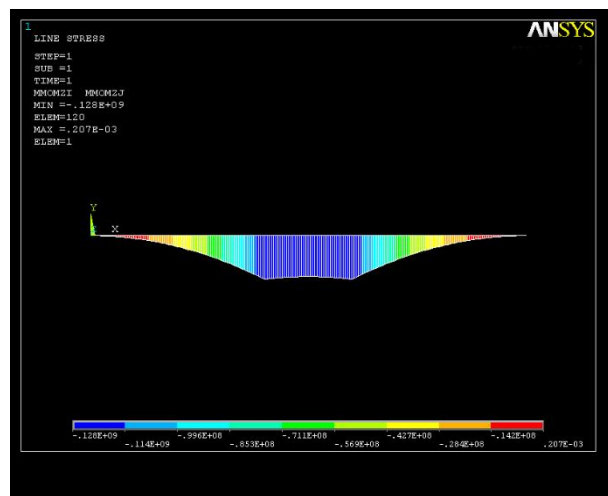 1
ANSYS
LINE STRESS
STEP=1
SUB =1
TIME=1
MMOMZI MMOMZJ
MIN =-.128E+09
ELEM=120
MAX =.207E-03
ELEM=1
Y
X
-.128E+09 -.996E+08 -.711E+08 -.427E+08 -.142E+08
-.114E+09 -.853E+08 -.569E+08 -.284E+08 .207E-03